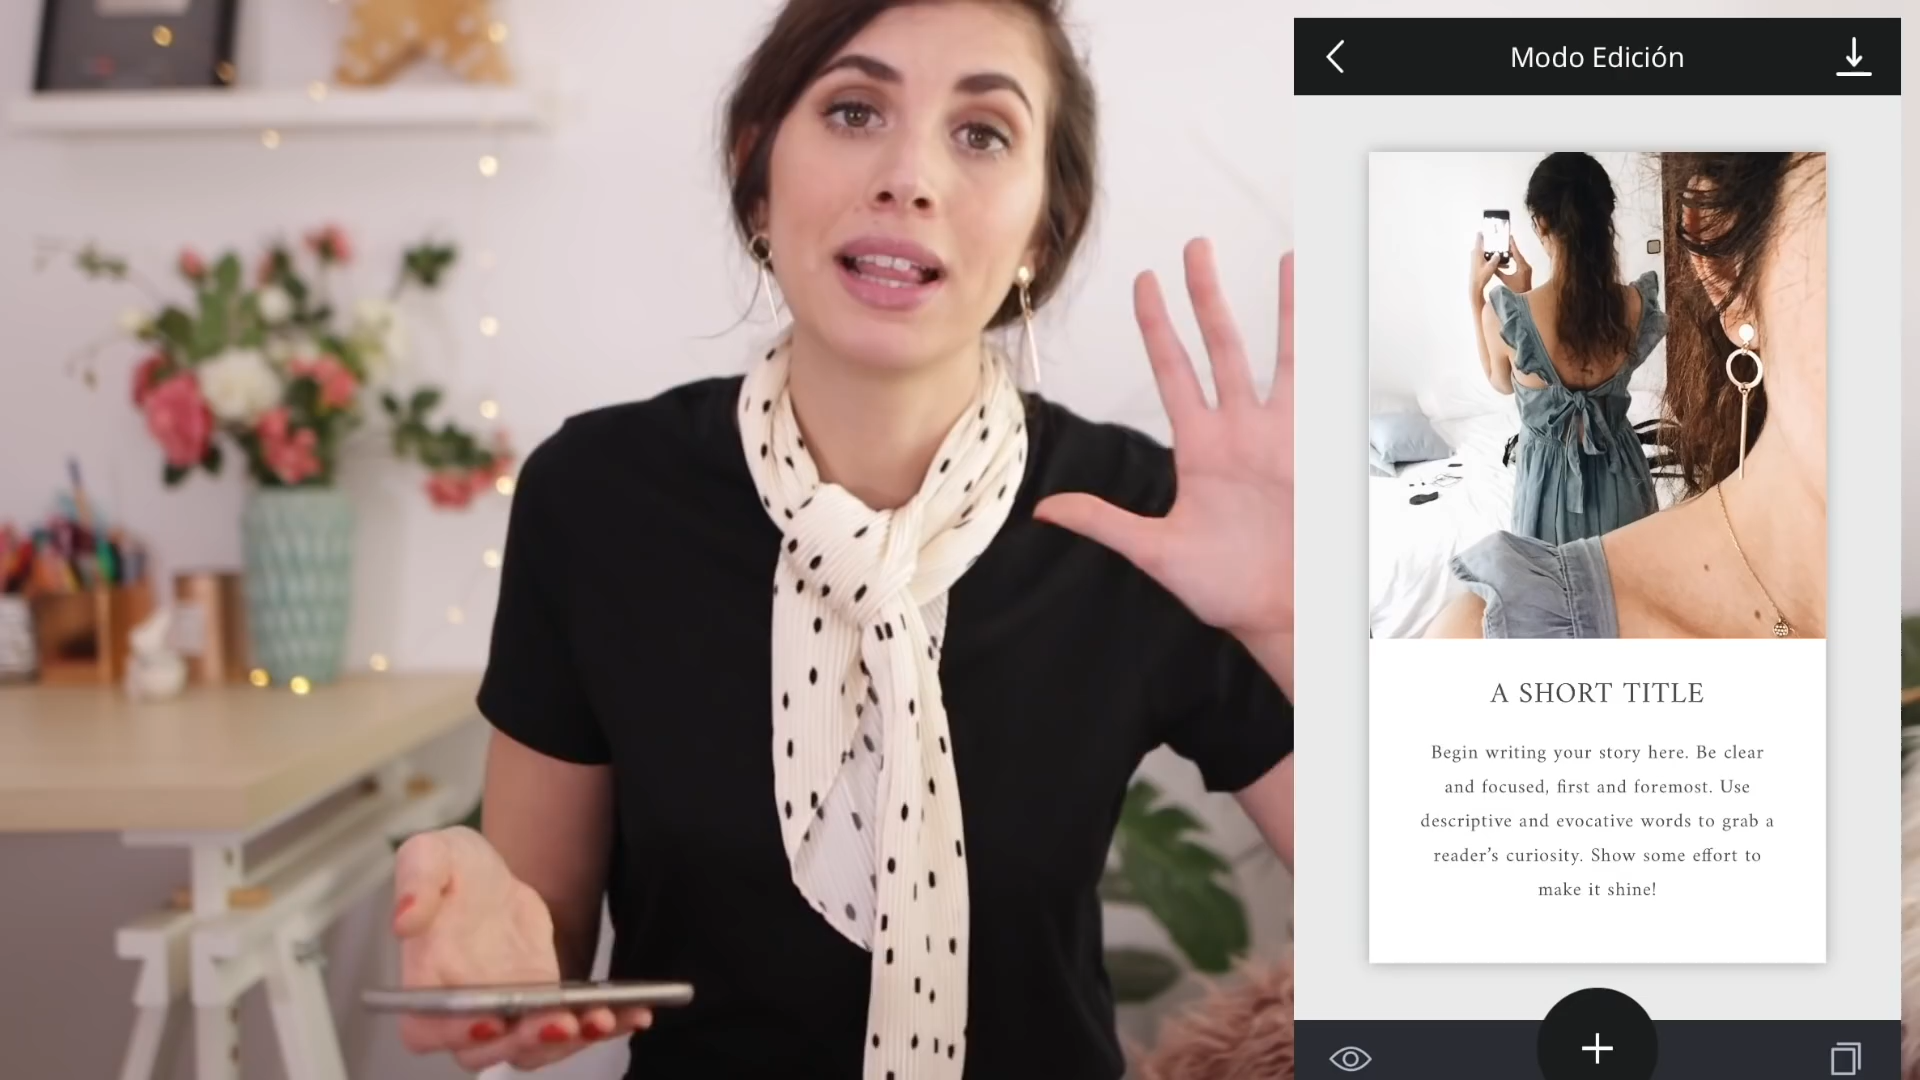 Modo Edición
A SHORT TITLE
Begin writing your story here. Be clear
and focused, first and foremost. Use
descriptive and evocative words to grab a
reader’s curiosity. Show some effort to
make it shine!